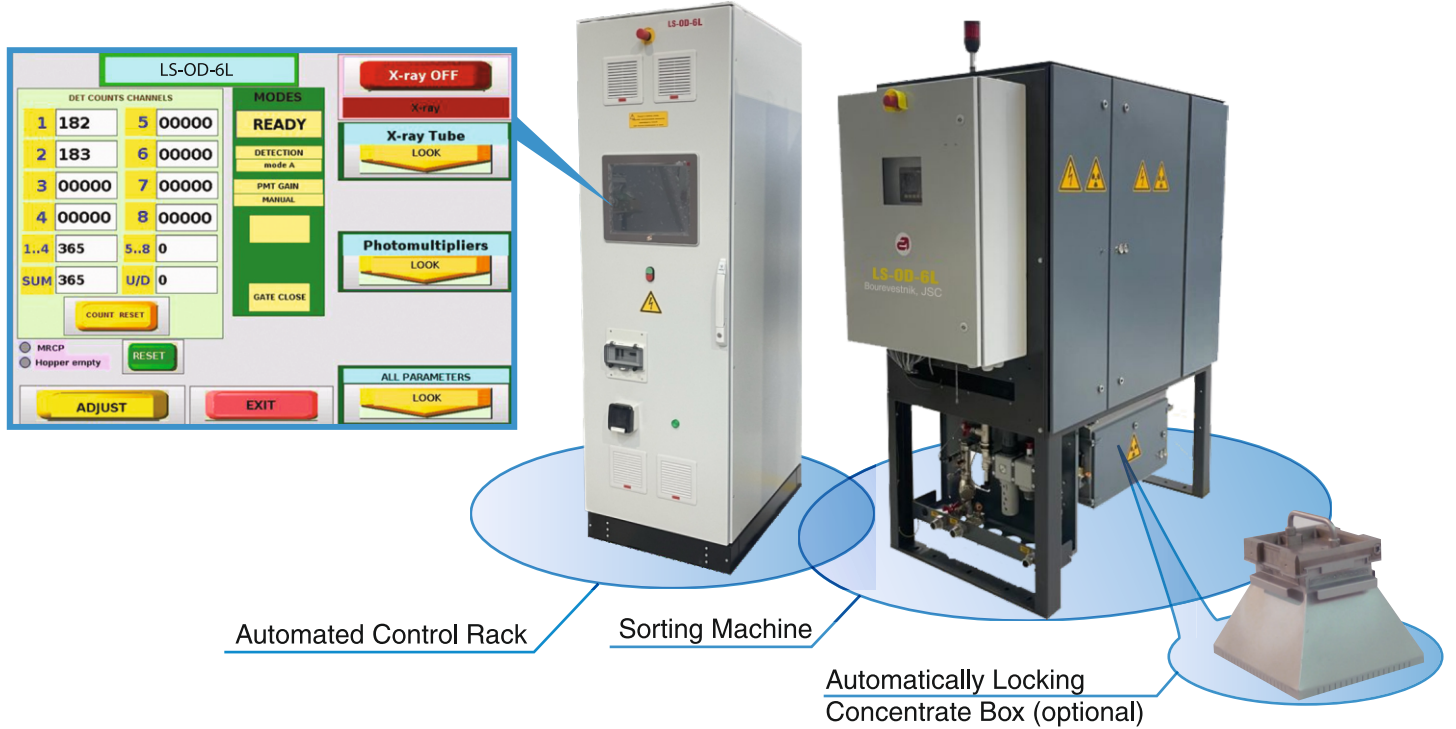 LS-OD-6L
DET COUNTS CHANNELS
1 182 5 00000
2 183 6 00000
3 00000 7 00000
4 00000 8 00000
1..4 365 5..8 0
SUM 365 U/D 0
COUNT RESET
MRCP
Hopper empty
RESET
ADJUST
EXIT
MODES
READY
DETECTION
mode A
PMT GAIN
MANUAL
GATE CLOSE
X-ray OFF
X-ray
X-ray Tube
LOOK
Photomultipliers
LOOK
ALL PARAMETERS
LOOK
LS-OD-6L
LS-OD-6L
Bourevestnik, JSC
Automated Control Rack
Sorting Machine
Automatically Locking
Concentrate Box (optional)